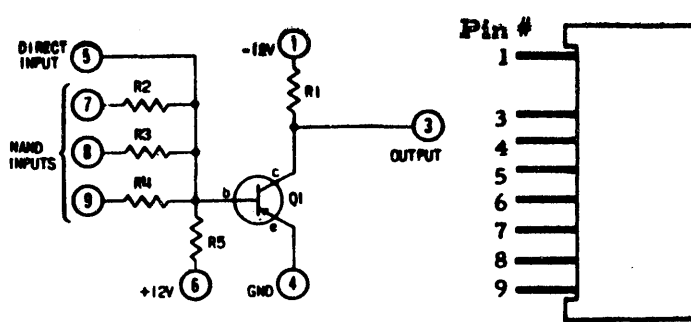 DIRECT
INPUT
5
-12V
1
R1
NAND
INPUTS
7
R2
8
R3
9
R4
3
OUTPUT
b
c
e
Q1
R5
+12V
6
GND
4
Pin #
1
3
4
5
6
7
8
9